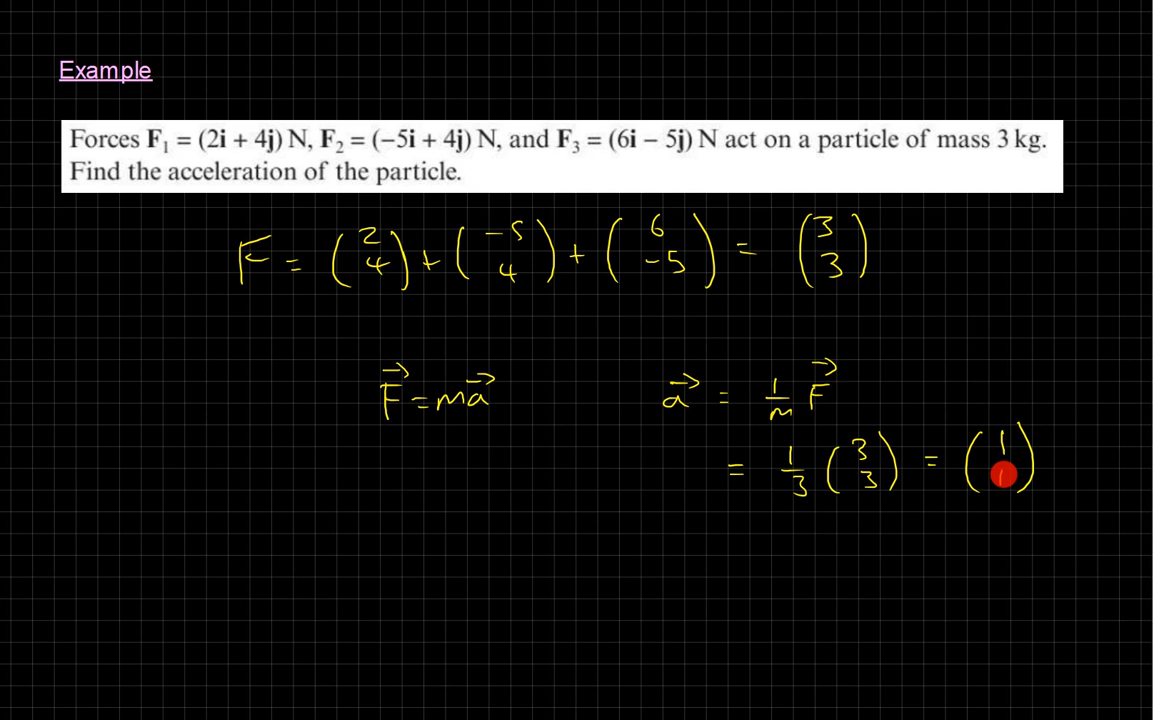 Example
Forces F₁ = (2i + 4j) N, F₂ = (−5i + 4j) N, and F₃ = (6i − 5j) N act on a particle of mass 3 kg.
Find the acceleration of the particle.
F = (2 4) + (-5 4) + (6 -5) = (3 3)
F⃗ = ma⃗ a⃗ = 1/m F⃗
= 1/3 (3 3) = (1 1)